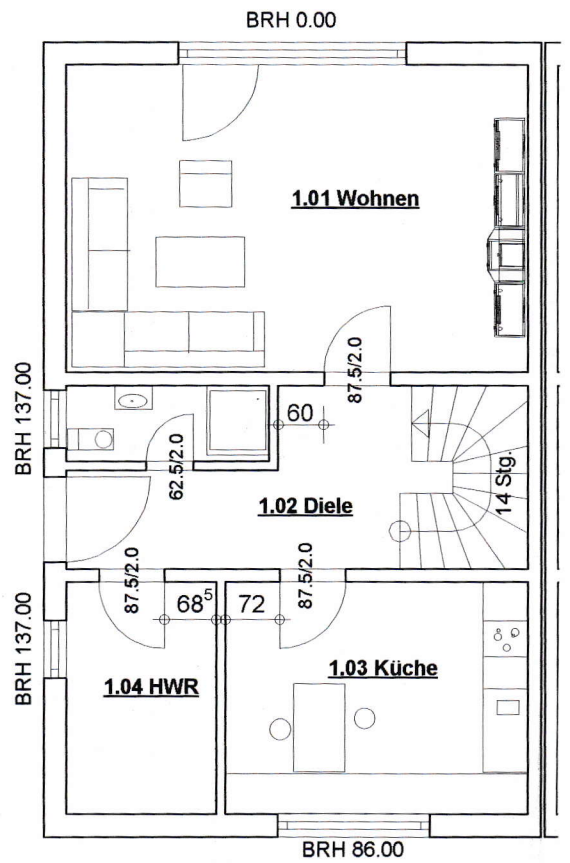 BRH 0.00
1.01 Wohnen
87.5/2.0
BRH 137.00
60
62.5/2.0
14 Stg.
1.02 Diele
87.5/2.0
87.5/2.0
68⁵
72
BRH 137.00
1.03 Küche
1.04 HWR
BRH 86.00